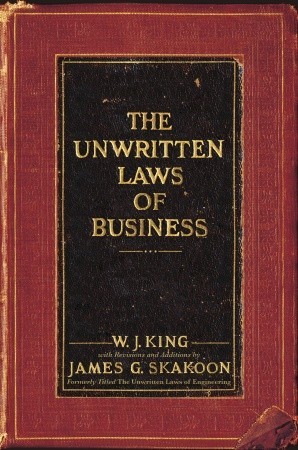 THE
UNWRITTEN
LAWS
OF
BUSINESS
W. J. KING
with Revisions and Additions by
JAMES G. SKAKOON
Formerly Titled The Unwritten Laws of Engineering